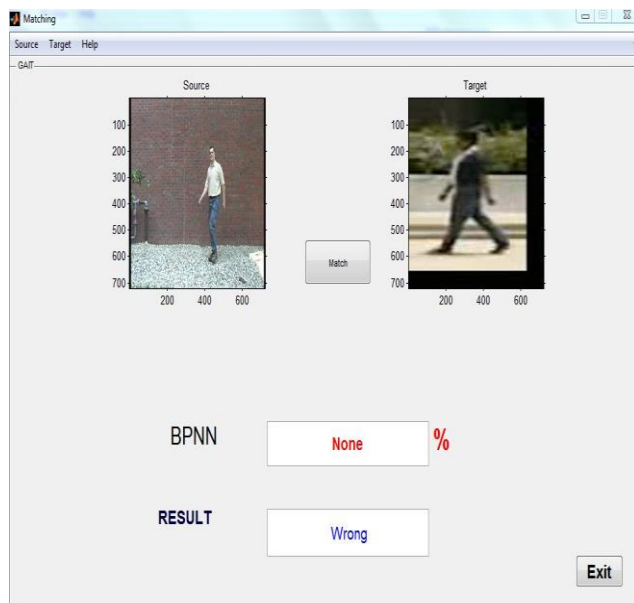 Matching
Source Target Help
GAIT
Source
Target
100
200
300
400
500
600
700
200 400 600
Match
100
200
300
400
500
600
700
200 400 600
BPNN
None
%
RESULT
Wrong
Exit